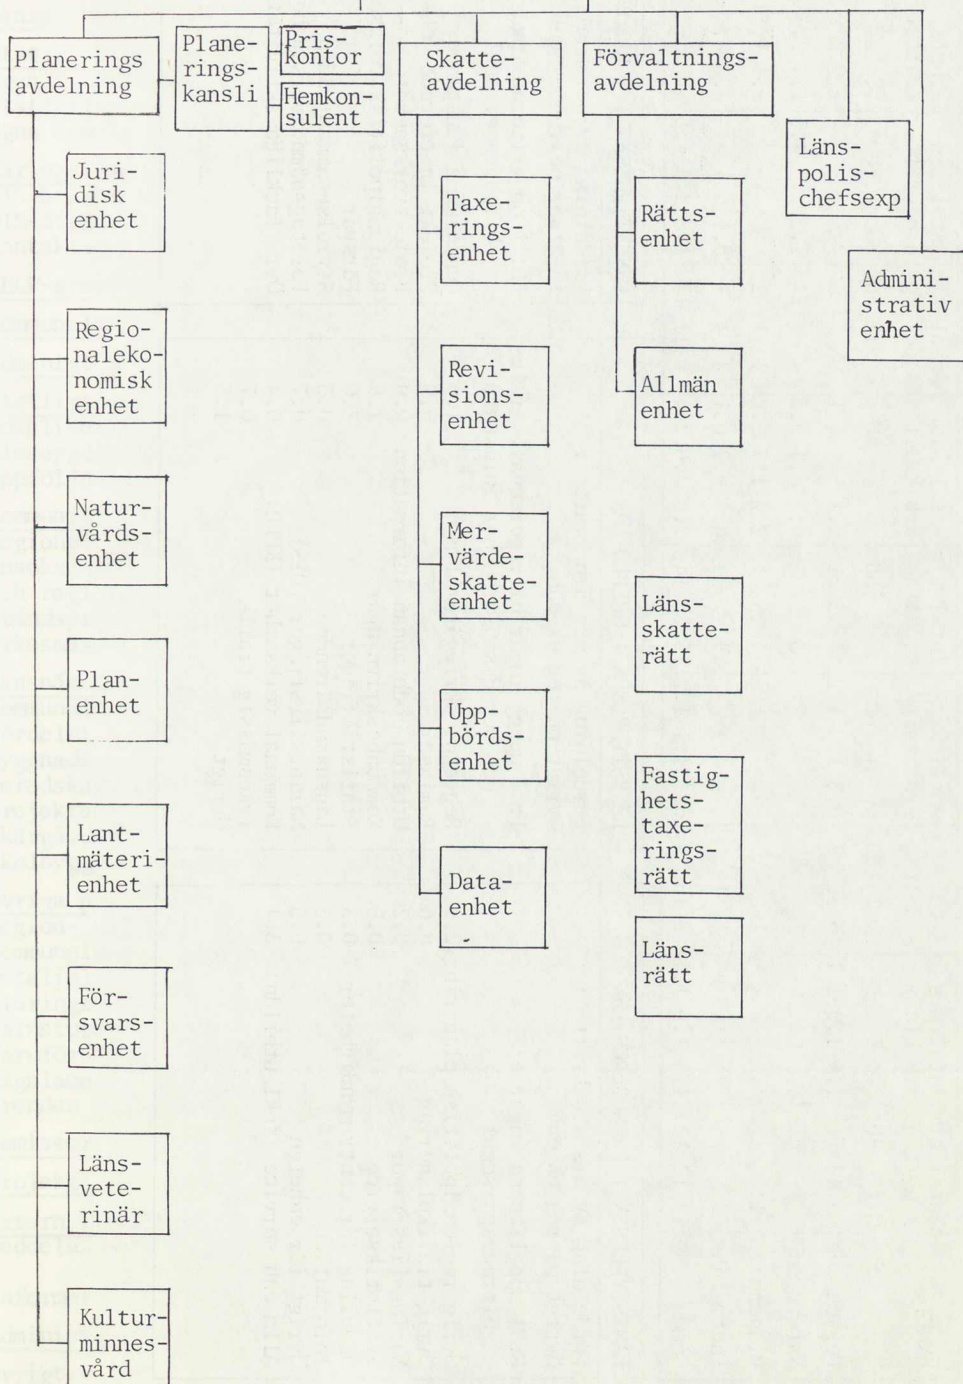 Planerings
avdelning
Plane-
rings-
kansli
Pris-
kontor
Hemkon-
sulent
Skatte-
avdelning
Förvaltnings-
avdelning
Läns-
polis-
chefsexp
Admini-
strativ
enhet
Juri-
disk
enhet
Regio-
naleko-
nomisk
enhet
Natur-
vårds-
enhet
Plan-
enhet
Lant-
mäteri-
enhet
För-
svars-
enhet
Läns-
vete-
rinär
Kultur-
minnes-
vård
Taxe-
rings-
enhet
Revi-
sions-
enhet
Mer-
värde-
skatte-
enhet
Upp-
börds-
enhet
Data-
enhet
Rätts-
enhet
Allmän
enhet
Läns-
skatte-
rätt
Fastig-
hets-
taxe-
rings-
rätt
Läns-
rätt